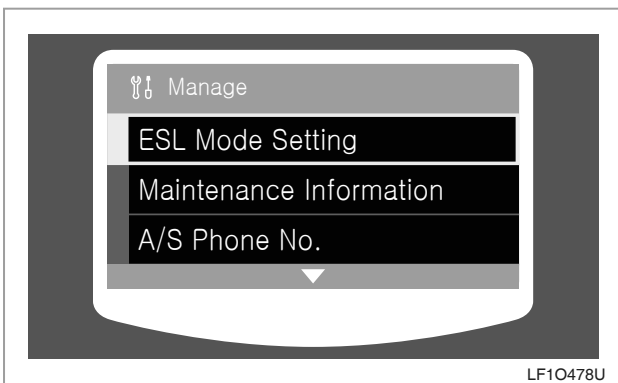 Manage
ESL Mode Setting
Maintenance Information
A/S Phone No.
LF1O478U